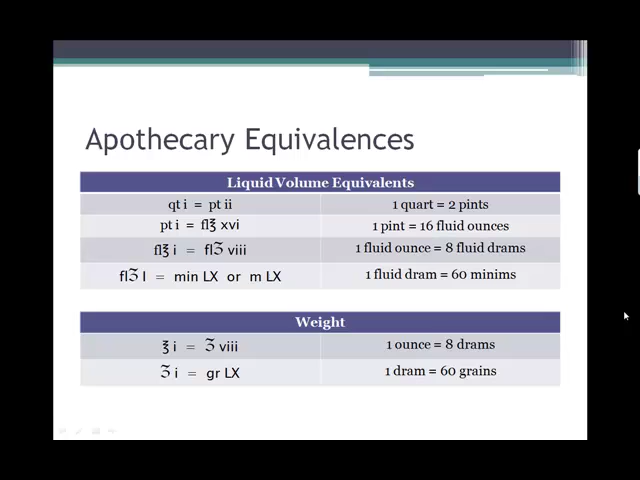 Apothecary Equivalences
Liquid Volume Equivalents
qt i = pt ii 1 quart = 2 pints
pt i = fl℥ xvi 1 pint = 16 fluid ounces
fl℥ i = flℨ viii 1 fluid ounce = 8 fluid drams
flℨ I = min LX or m LX 1 fluid dram = 60 minims
Weight
℥ i = ℨ viii 1 ounce = 8 drams
ℨ i = gr LX 1 dram = 60 grains